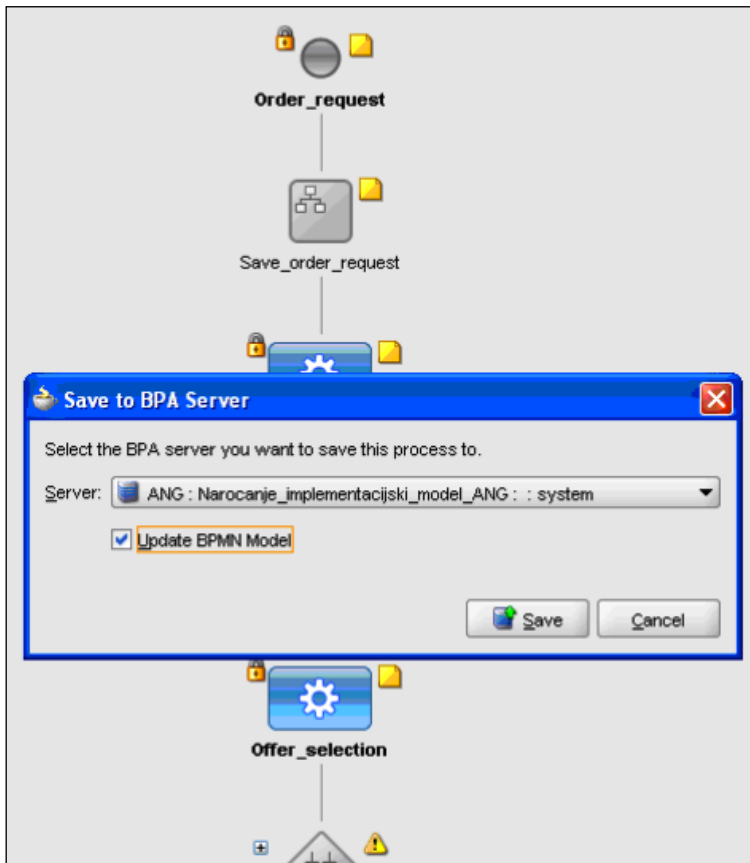 Order_request
Save_order_request
Save to BPA Server
Select the BPA server you want to save this process to.
Server: ANG : Narocanje_implementacijski_model_ANG : : system
Update BPMN Model
Save Cancel
Offer_selection